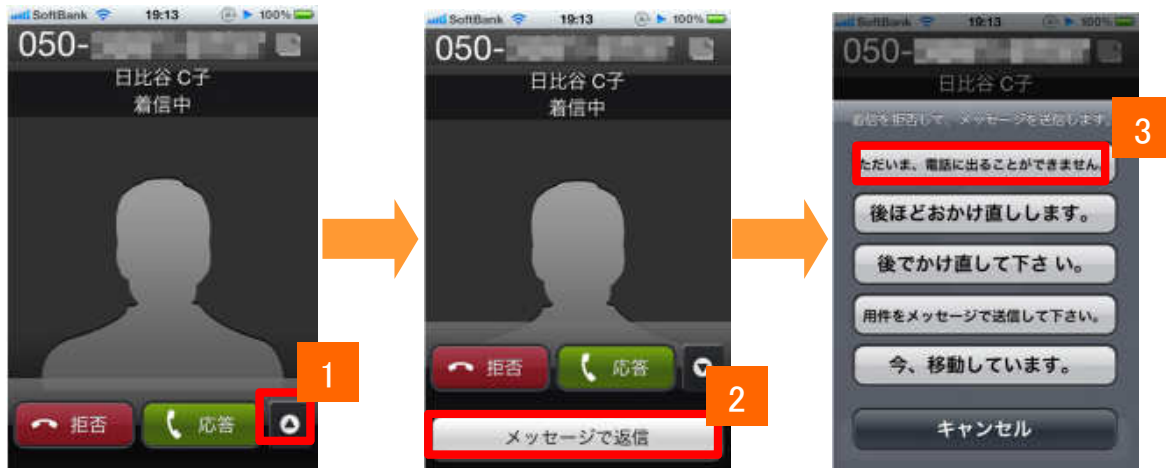 SoftBank 19:13 100%
050-
日比谷 C子
着信中
拒否
応答
1
SoftBank 19:13 100%
050-
日比谷 C子
着信中
拒否
応答
2
メッセージで返信
SoftBank 19:13 100%
050-
日比谷 C子
着信を拒否して、メッセージを送信します。
3
ただいま、電話に出ることができません。
後ほどおかけ直しします。
後でかけ直して下さ い。
用件をメッセージで送信して下さい。
今、移動しています。
キャンセル